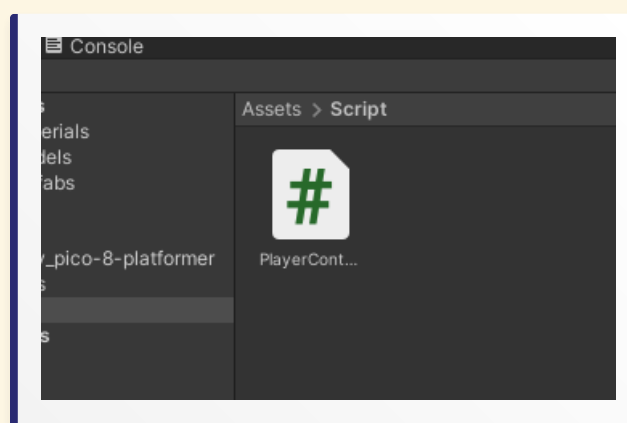 Console
Assets > Script
s
erials
dels
fabs
y_pico-8-platformer
s
s
#
PlayerCont...